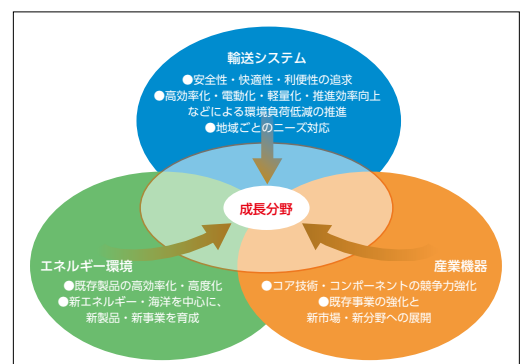 輸送システム
●安全性・快適性・利便性の追求
●高効率化・電動化・軽量化・推進効率向上
などによる環境負荷低減の推進
●地域ごとのニーズ対応
成長分野
エネルギー環境
●既存製品の高効率化・高度化
●新エネルギー・海洋を中心に、
新製品・新事業を育成
産業機器
●コア技術・コンポーネントの競争力強化
●既存事業の強化と
新市場・新分野への展開